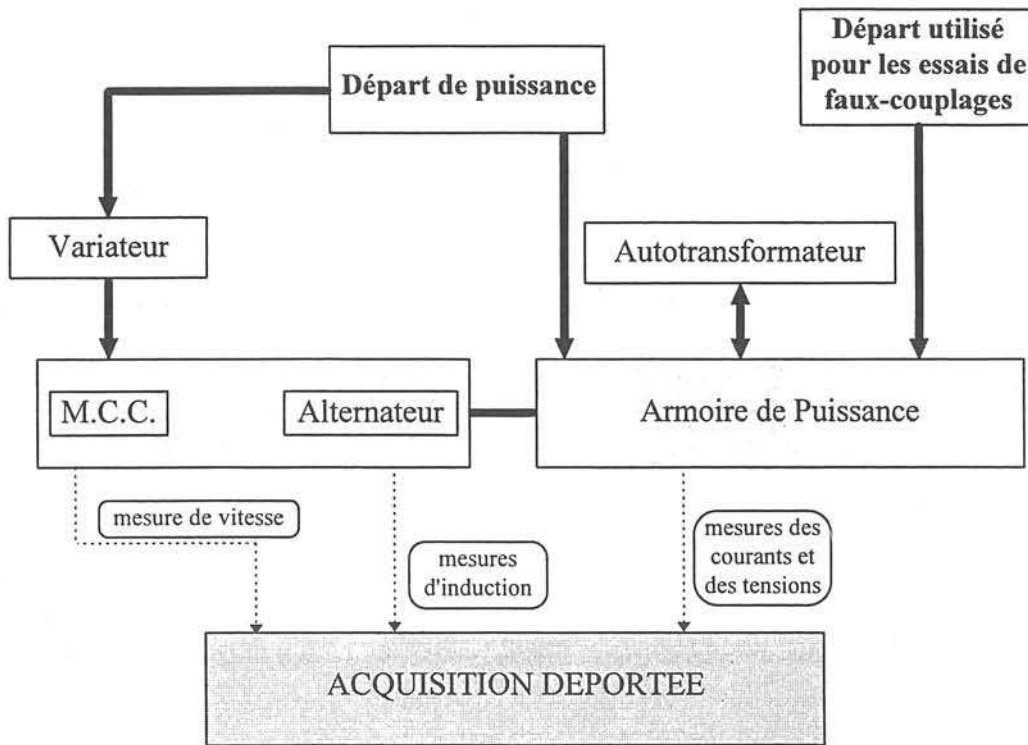 Départ utilisé
pour les essais de
faux-couplages
Départ de puissance
Variateur
Autotransformateur
M.C.C.
Alternateur
Armoire de Puissance
mesure de vitesse
mesures
d'induction
mesures des
courants et
des tensions
ACQUISITION DEPORTEE